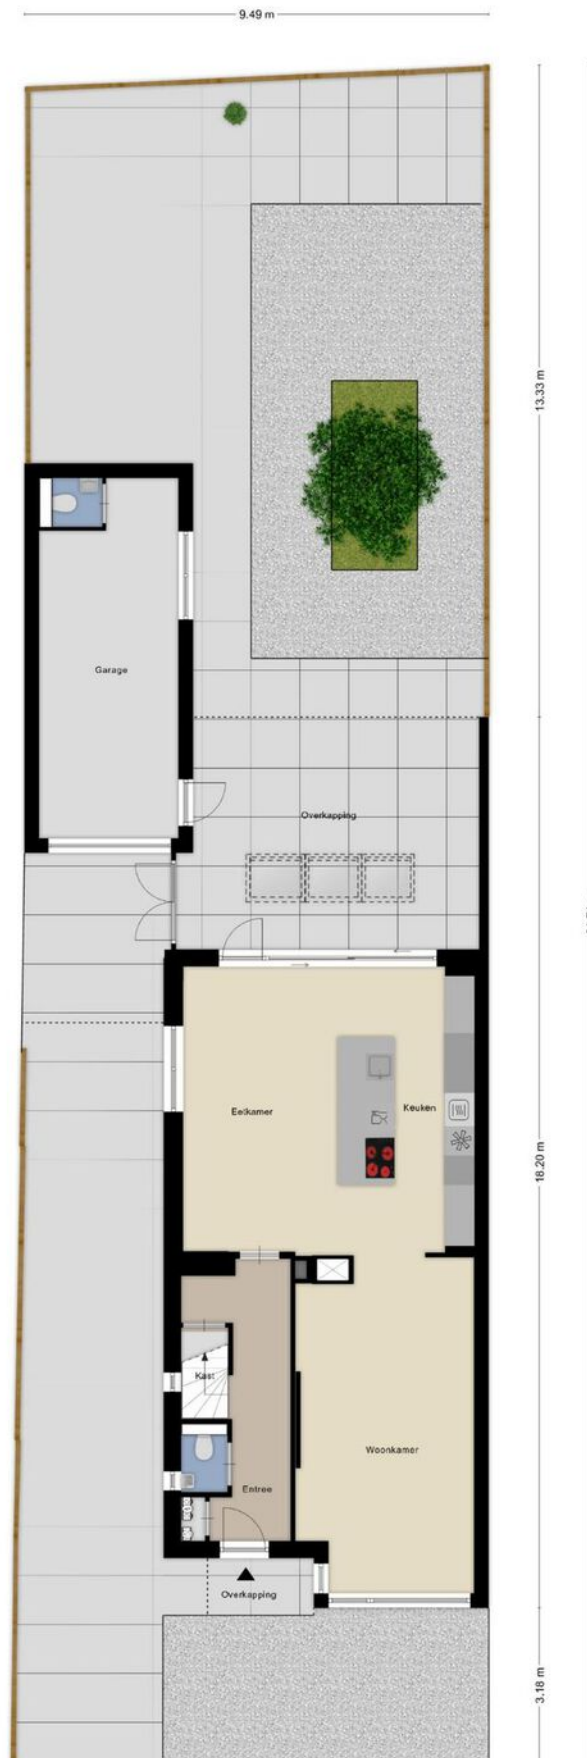 9.49 m
13.33 m
Garage
Overkapping
Eetkamer
Keuken
18.20 m
Kast
Woonkamer
Entree
Overkapping
3.18 m